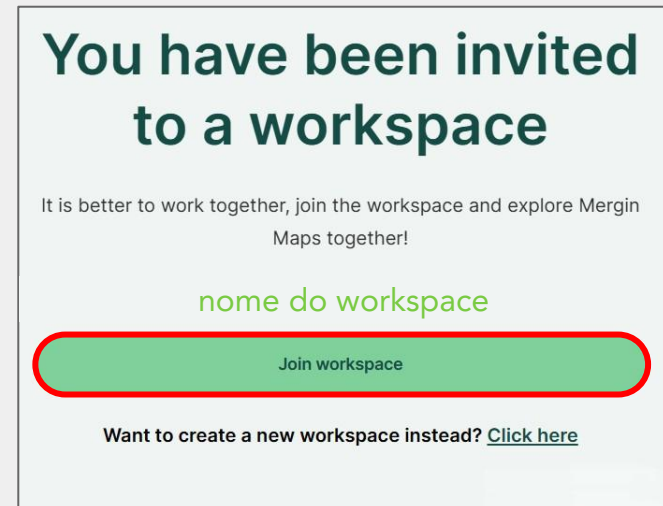 You have been invited
to a workspace
It is better to work together, join the workspace and explore Mergin
Maps together!
nome do workspace
Join workspace
Want to create a new workspace instead? Click here